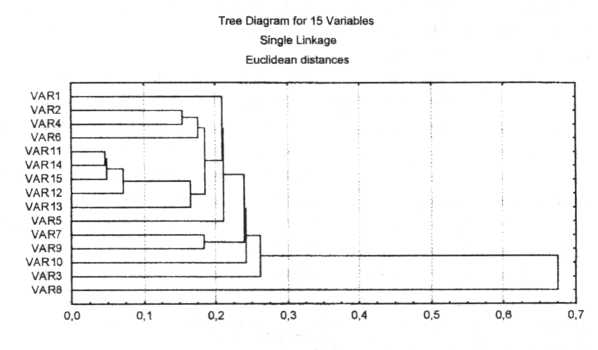 Tree Diagram for 15 Variables
Single Linkage
Euclidean distances
VAR1
VAR2
VAR4
VAR6
VAR11
VAR14
VAR15
VAR12
VAR13
VAR5
VAR7
VAR9
VAR10
VAR3
VAR8
0,0 0,1 0,2 0,3 0,4 0,5 0,6 0,7